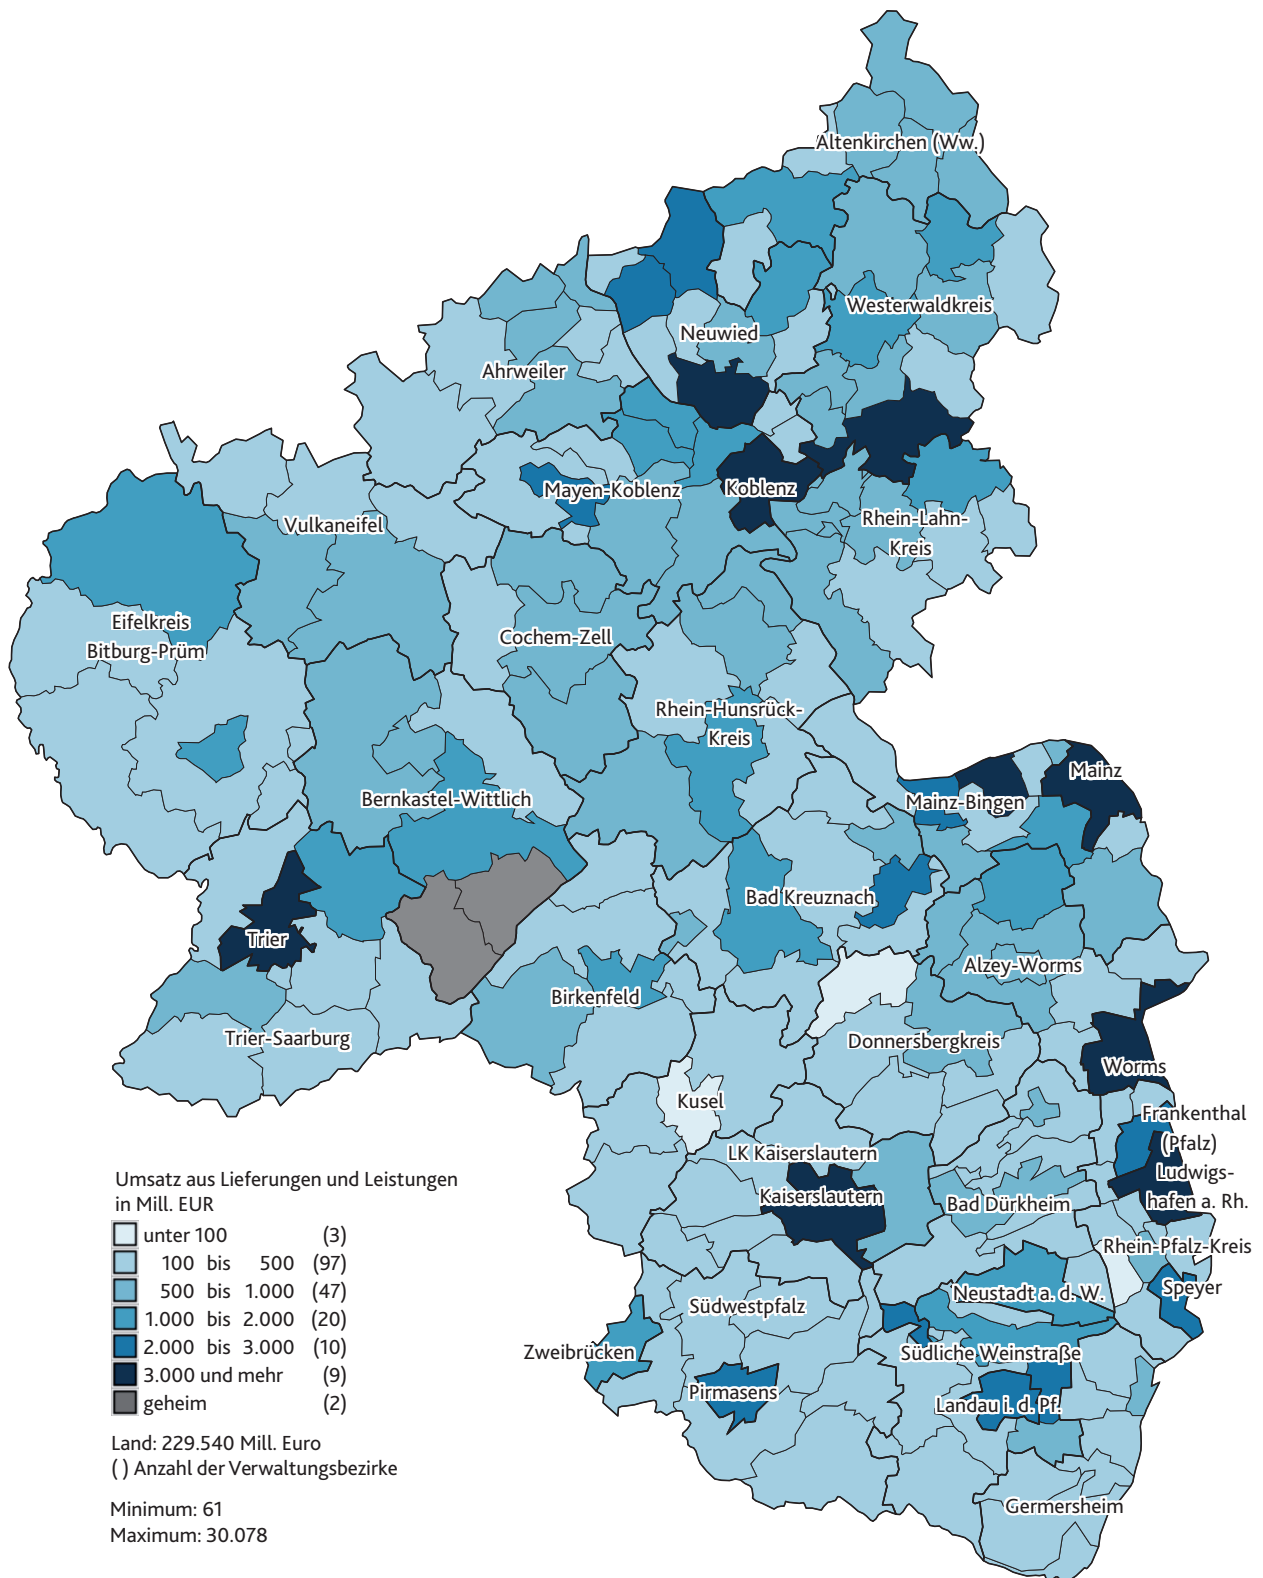 Altenkirchen (Ww.)
Westerwaldkreis
Neuwied
Ahrweiler
Mayen-Koblenz
Koblenz
Rhein-Lahn-
Kreis
Vulkaneifel
Eifelkreis
Bitburg-Prüm
Cochem-Zell
Rhein-Hunsrück-
Kreis
Mainz
Mainz-Bingen
Bernkastel-Wittlich
Bad Kreuznach
Trier
Alzey-Worms
Birkenfeld
Trier-Saarburg
Donnersbergkreis
Worms
Kusel
Frankenthal
(Pfalz)
LK Kaiserslautern
Ludwigs-
hafen a. Rh.
Kaiserslautern
Bad Dürkheim
Rhein-Pfalz-Kreis
Speyer
Neustadt a. d. W.
Südwestpfalz
Zweibrücken
Südliche Weinstraße
Pirmasens
Landau i. d. Pf.
Germersheim
Umsatz aus Lieferungen und Leistungen
in Mill. EUR
unter 100 (3)
100 bis 500 (97)
500 bis 1.000 (47)
1.000 bis 2.000 (20)
2.000 bis 3.000 (10)
3.000 und mehr (9)
geheim (2)
Land: 229.540 Mill. Euro
( ) Anzahl der Verwaltungsbezirke
Minimum: 61
Maximum: 30.078